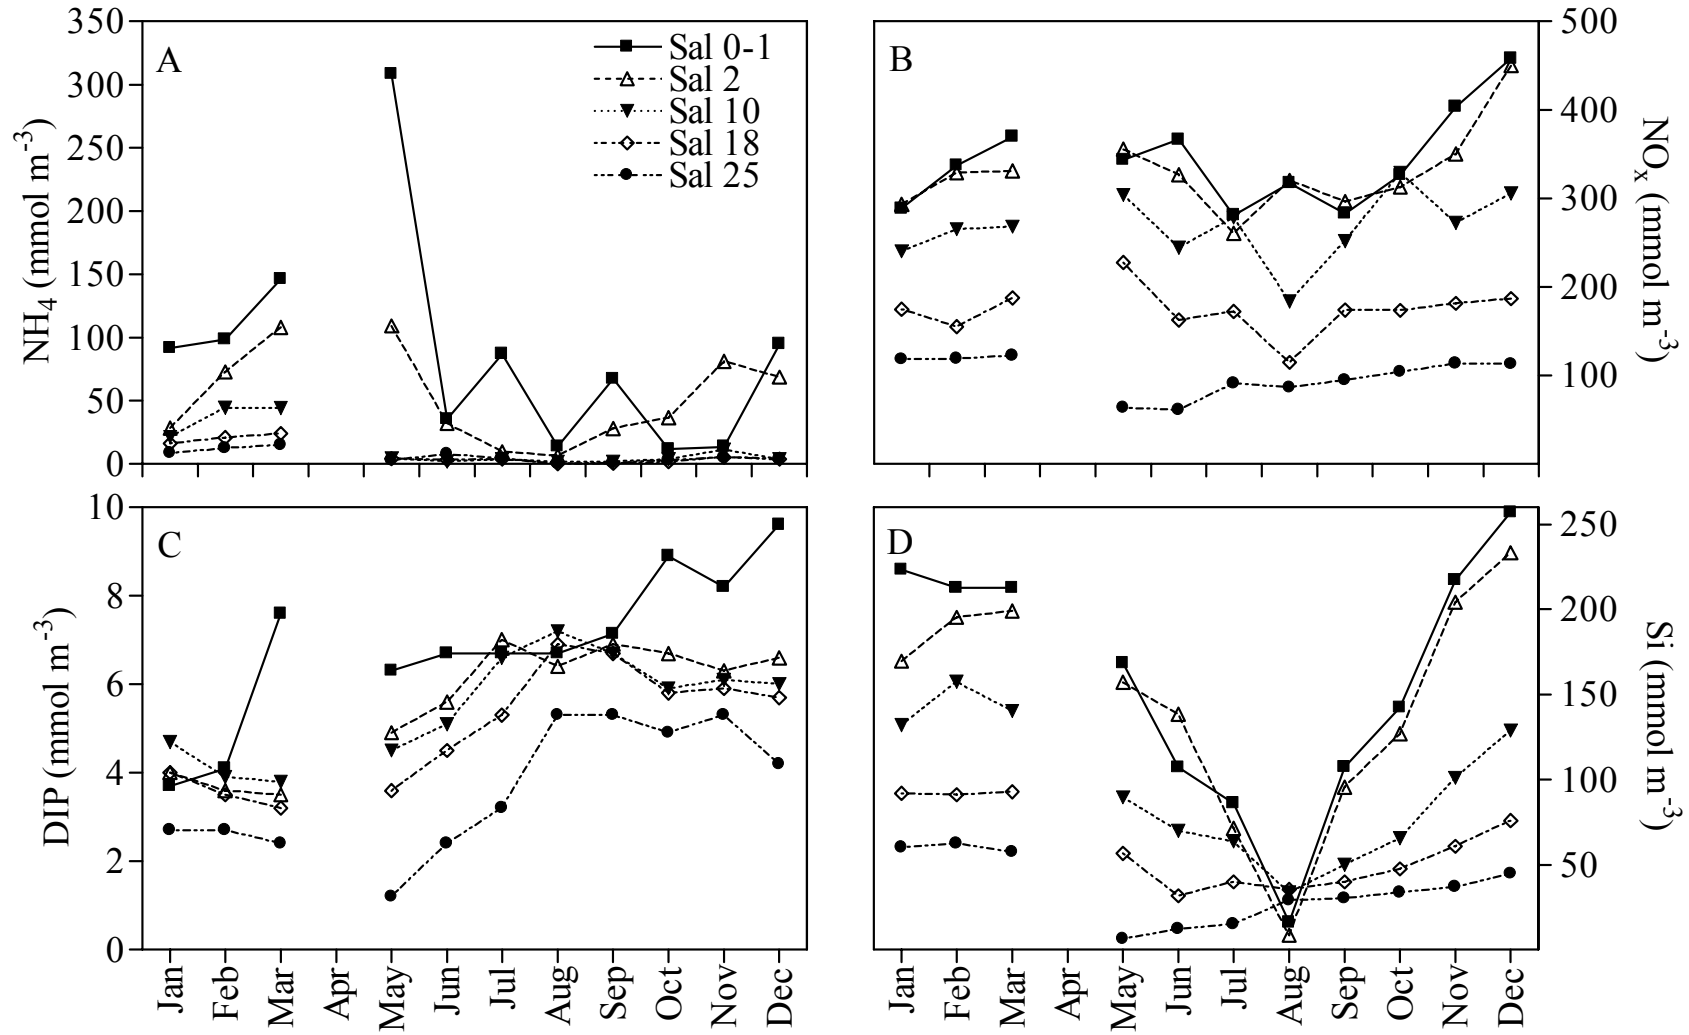 350
300
250
200
150
100
50
0
NH4 (mmol m-3)
A
Sal 0-1
Sal 2
Sal 10
Sal 18
Sal 25
B
500
400
300
200
100
NOx (mmol m-3)
10
8
6
4
2
0
DIP (mmol m-3)
C
Jan
Feb
Mar
Apr
May
Jun
Jul
Aug
Sep
Oct
Nov
Dec
D
250
200
150
100
50
Si (mmol m-3)
Jan
Feb
Mar
Apr
May
Jun
Jul
Aug
Sep
Oct
Nov
Dec